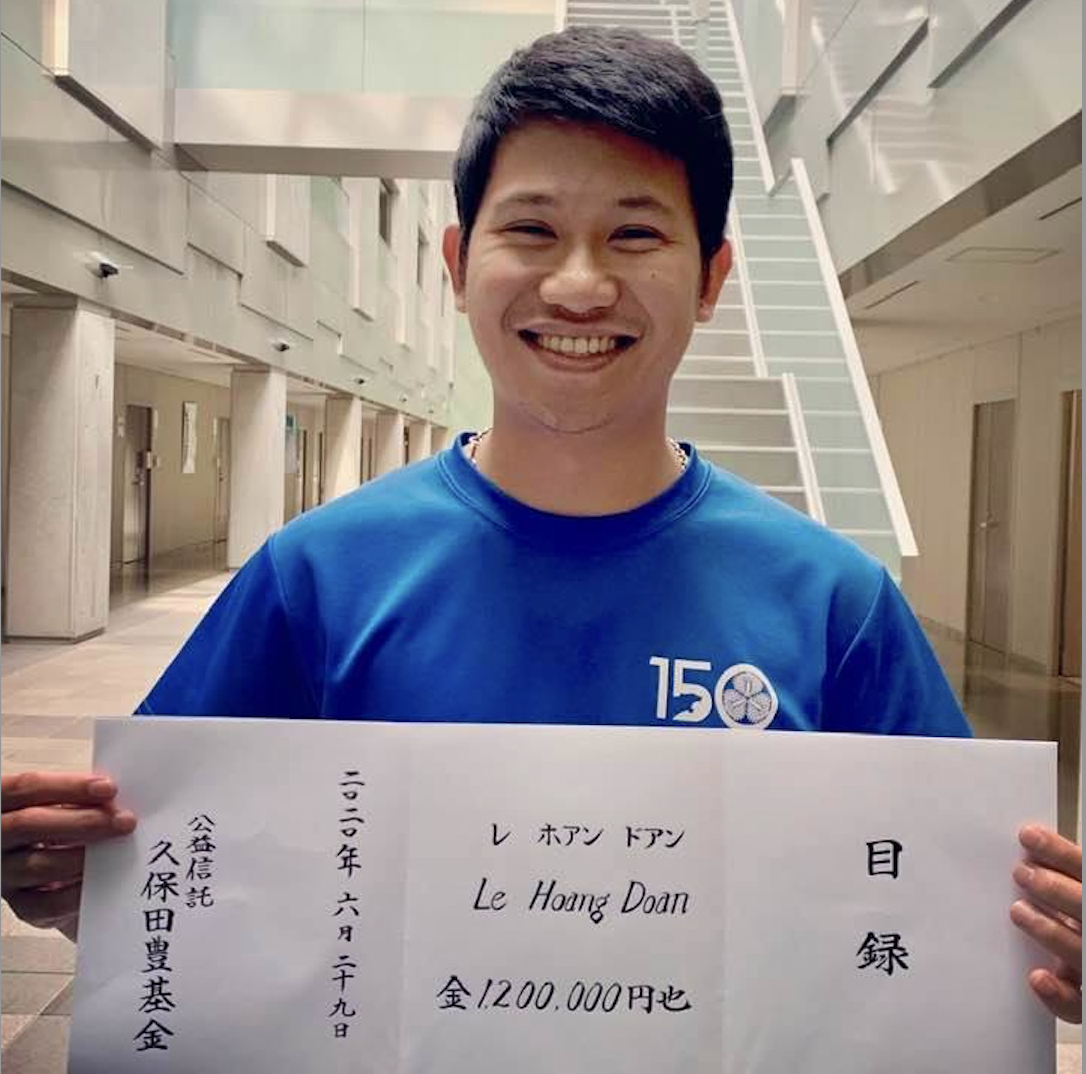 目録
レ ホアン ドアン
Le Hoang Doan
金1,200,000円也
二〇二〇年 六月 二十九日
公益信託
久保田豊基金
150